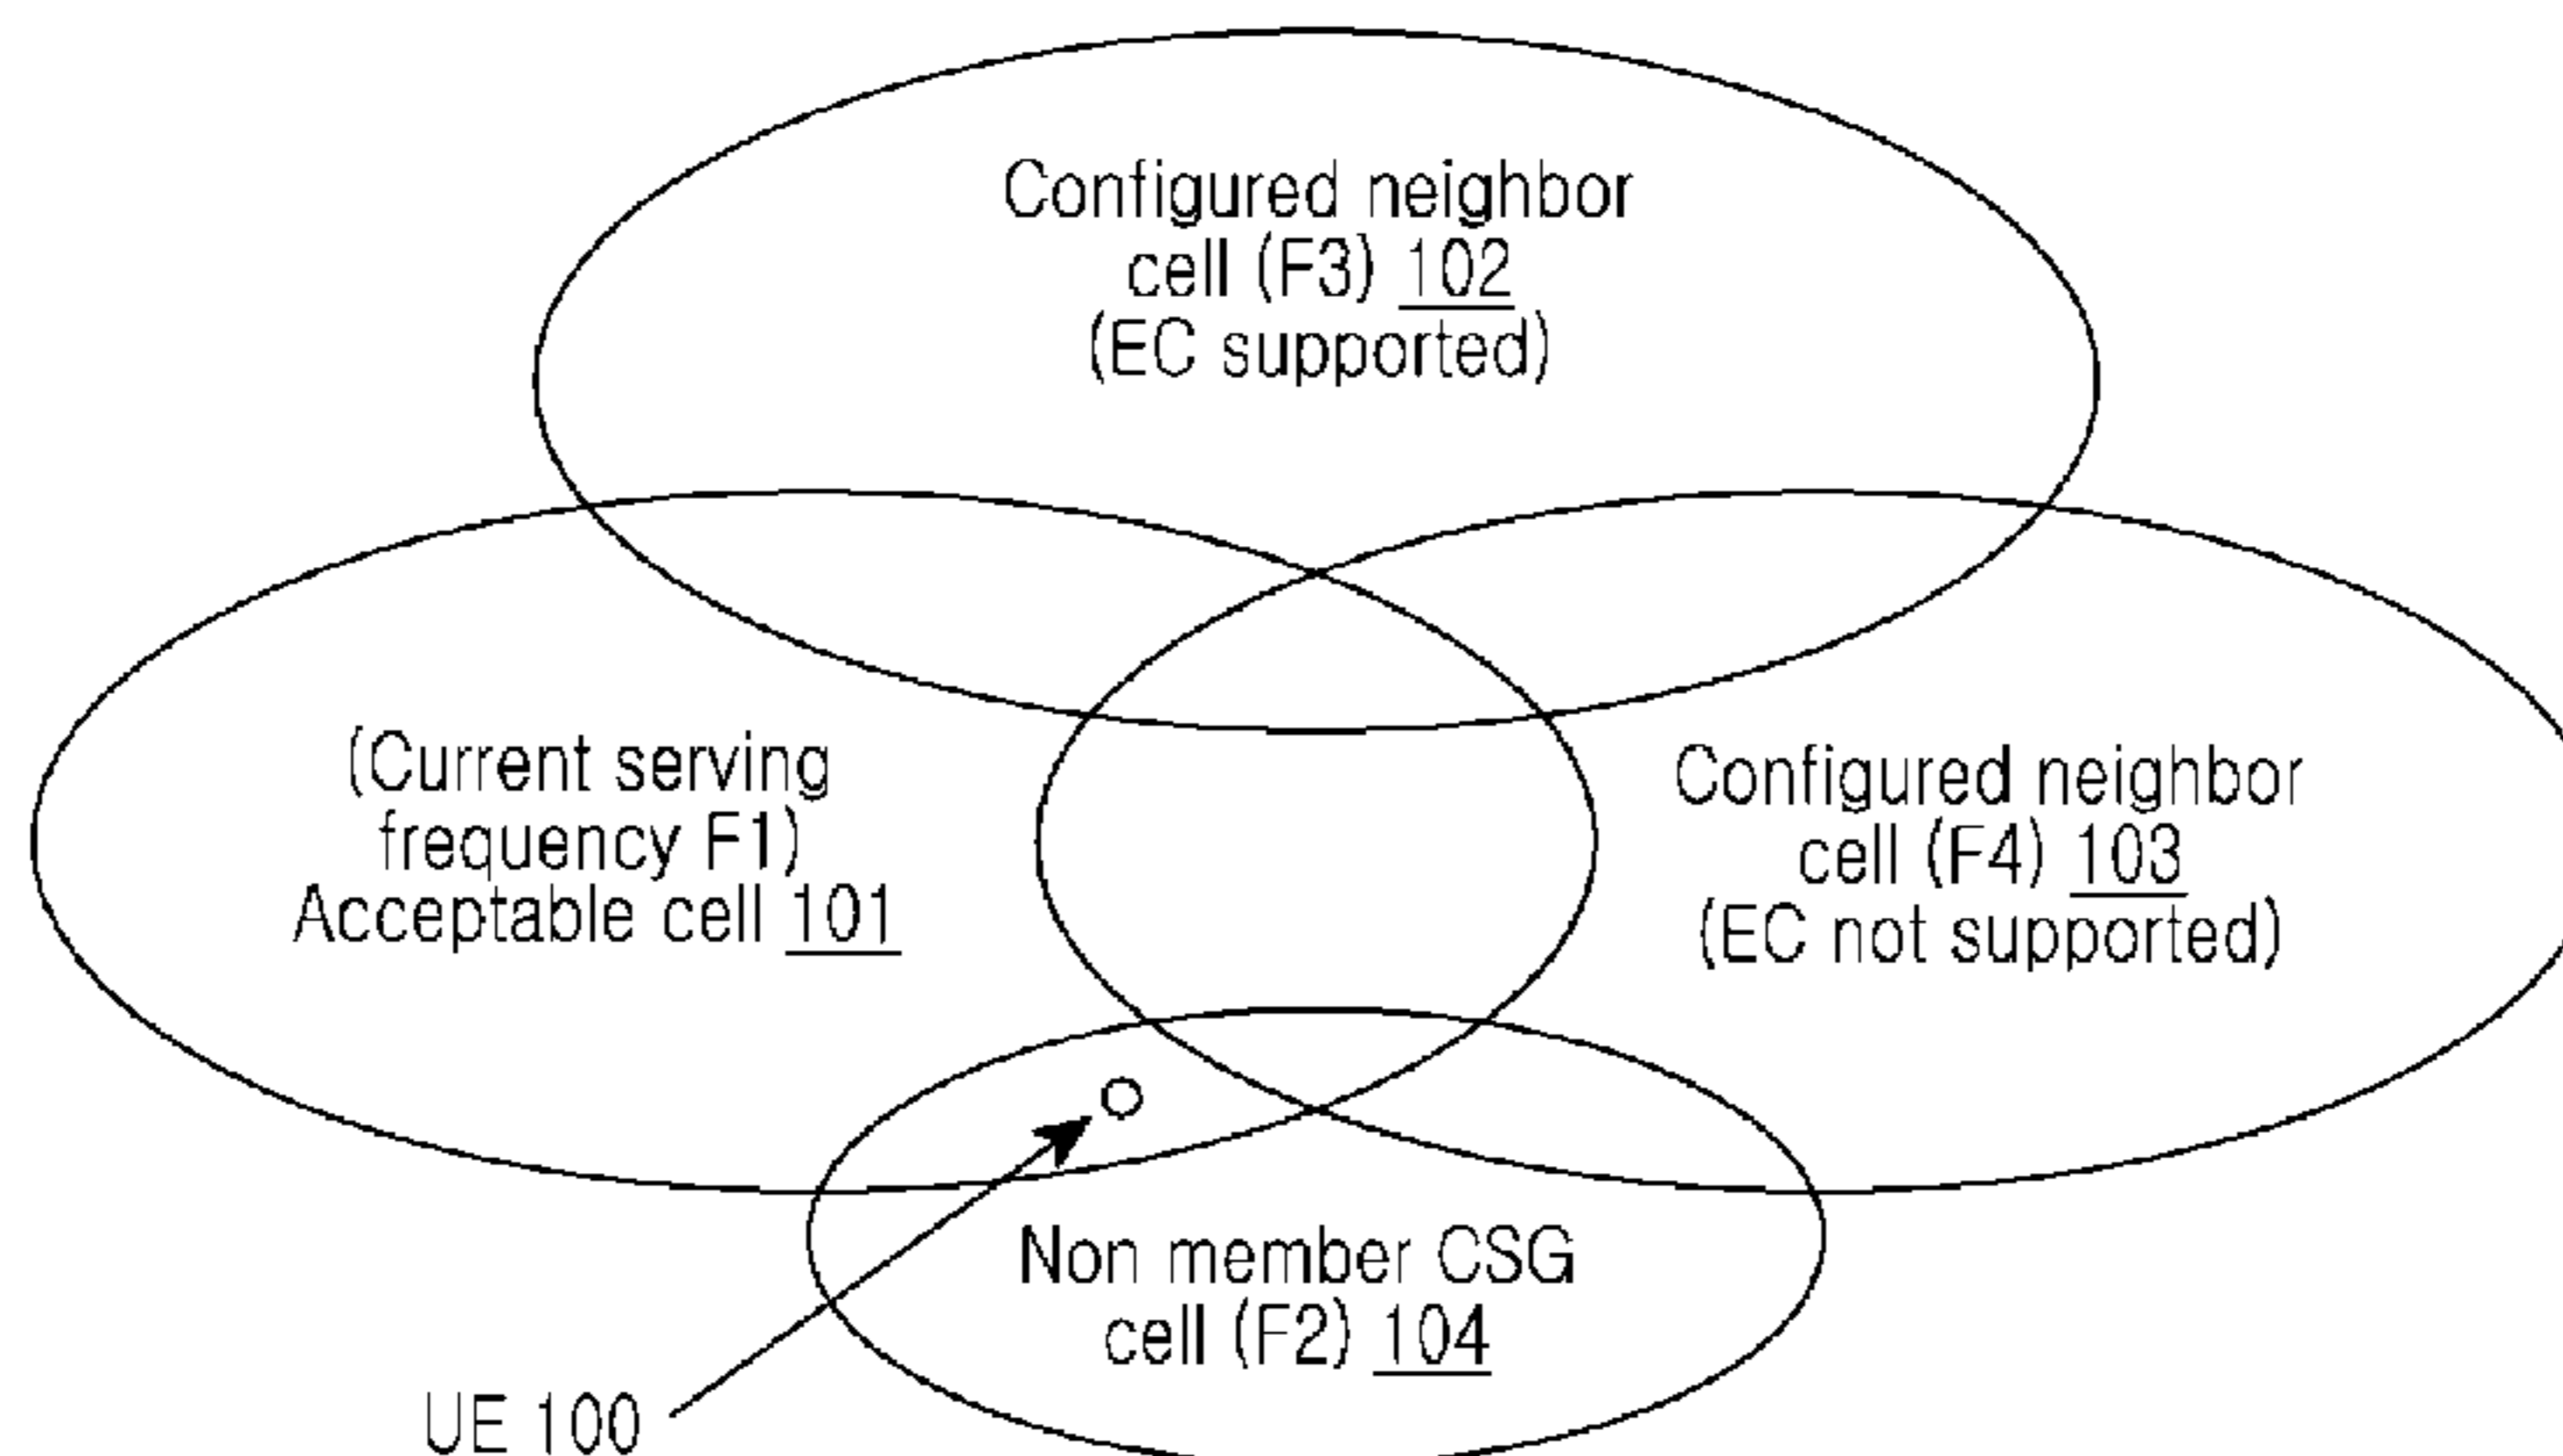 Configured neighbor
cell (F3) 102
(EC supported)
(Current serving
frequency F1)
Acceptable cell 101
Configured neighbor
cell (F4) 103
(EC not supported)
Non member CSG
cell (F2) 104
UE 100